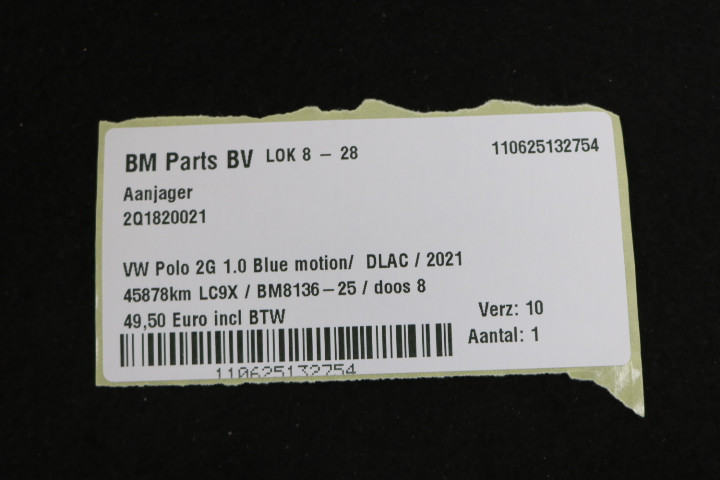 BM Parts BV LOK 8 - 28 110625132754
Aanjager
2Q1820021
VW Polo 2G 1.0 Blue motion/ DLAC / 2021
45878km LC9X / BM8136-25 / doos 8
49,50 Euro incl BTW Verz: 10
Aantal: 1
110625132754